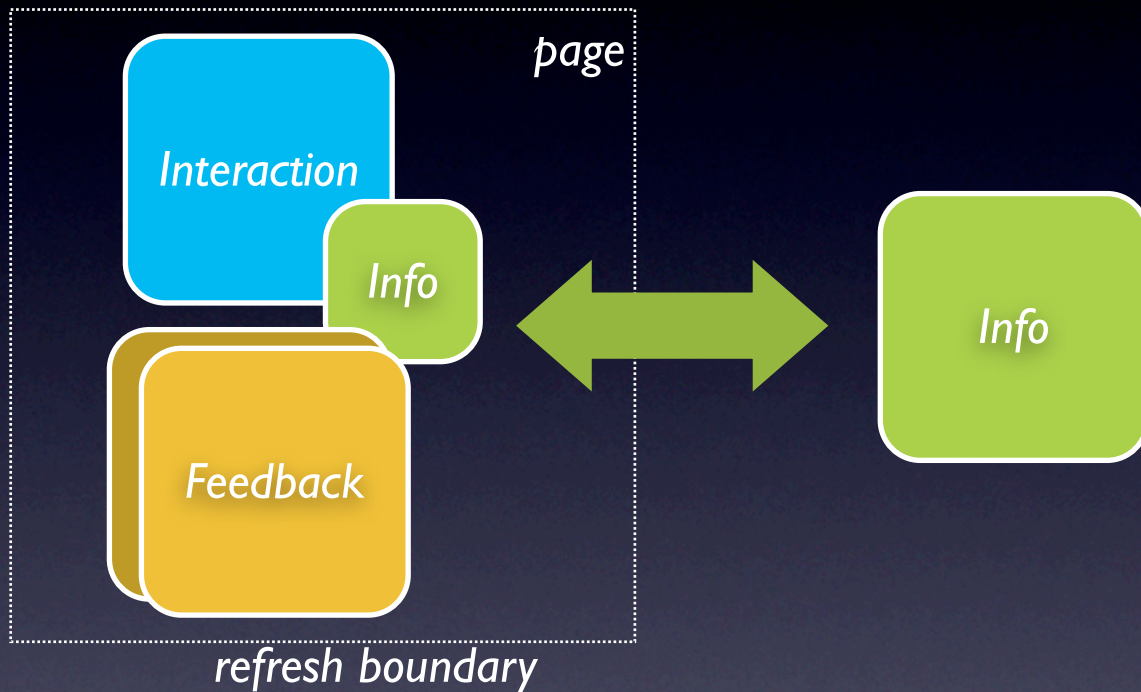 page
Interaction
Info
Info
Feedback
refresh boundary